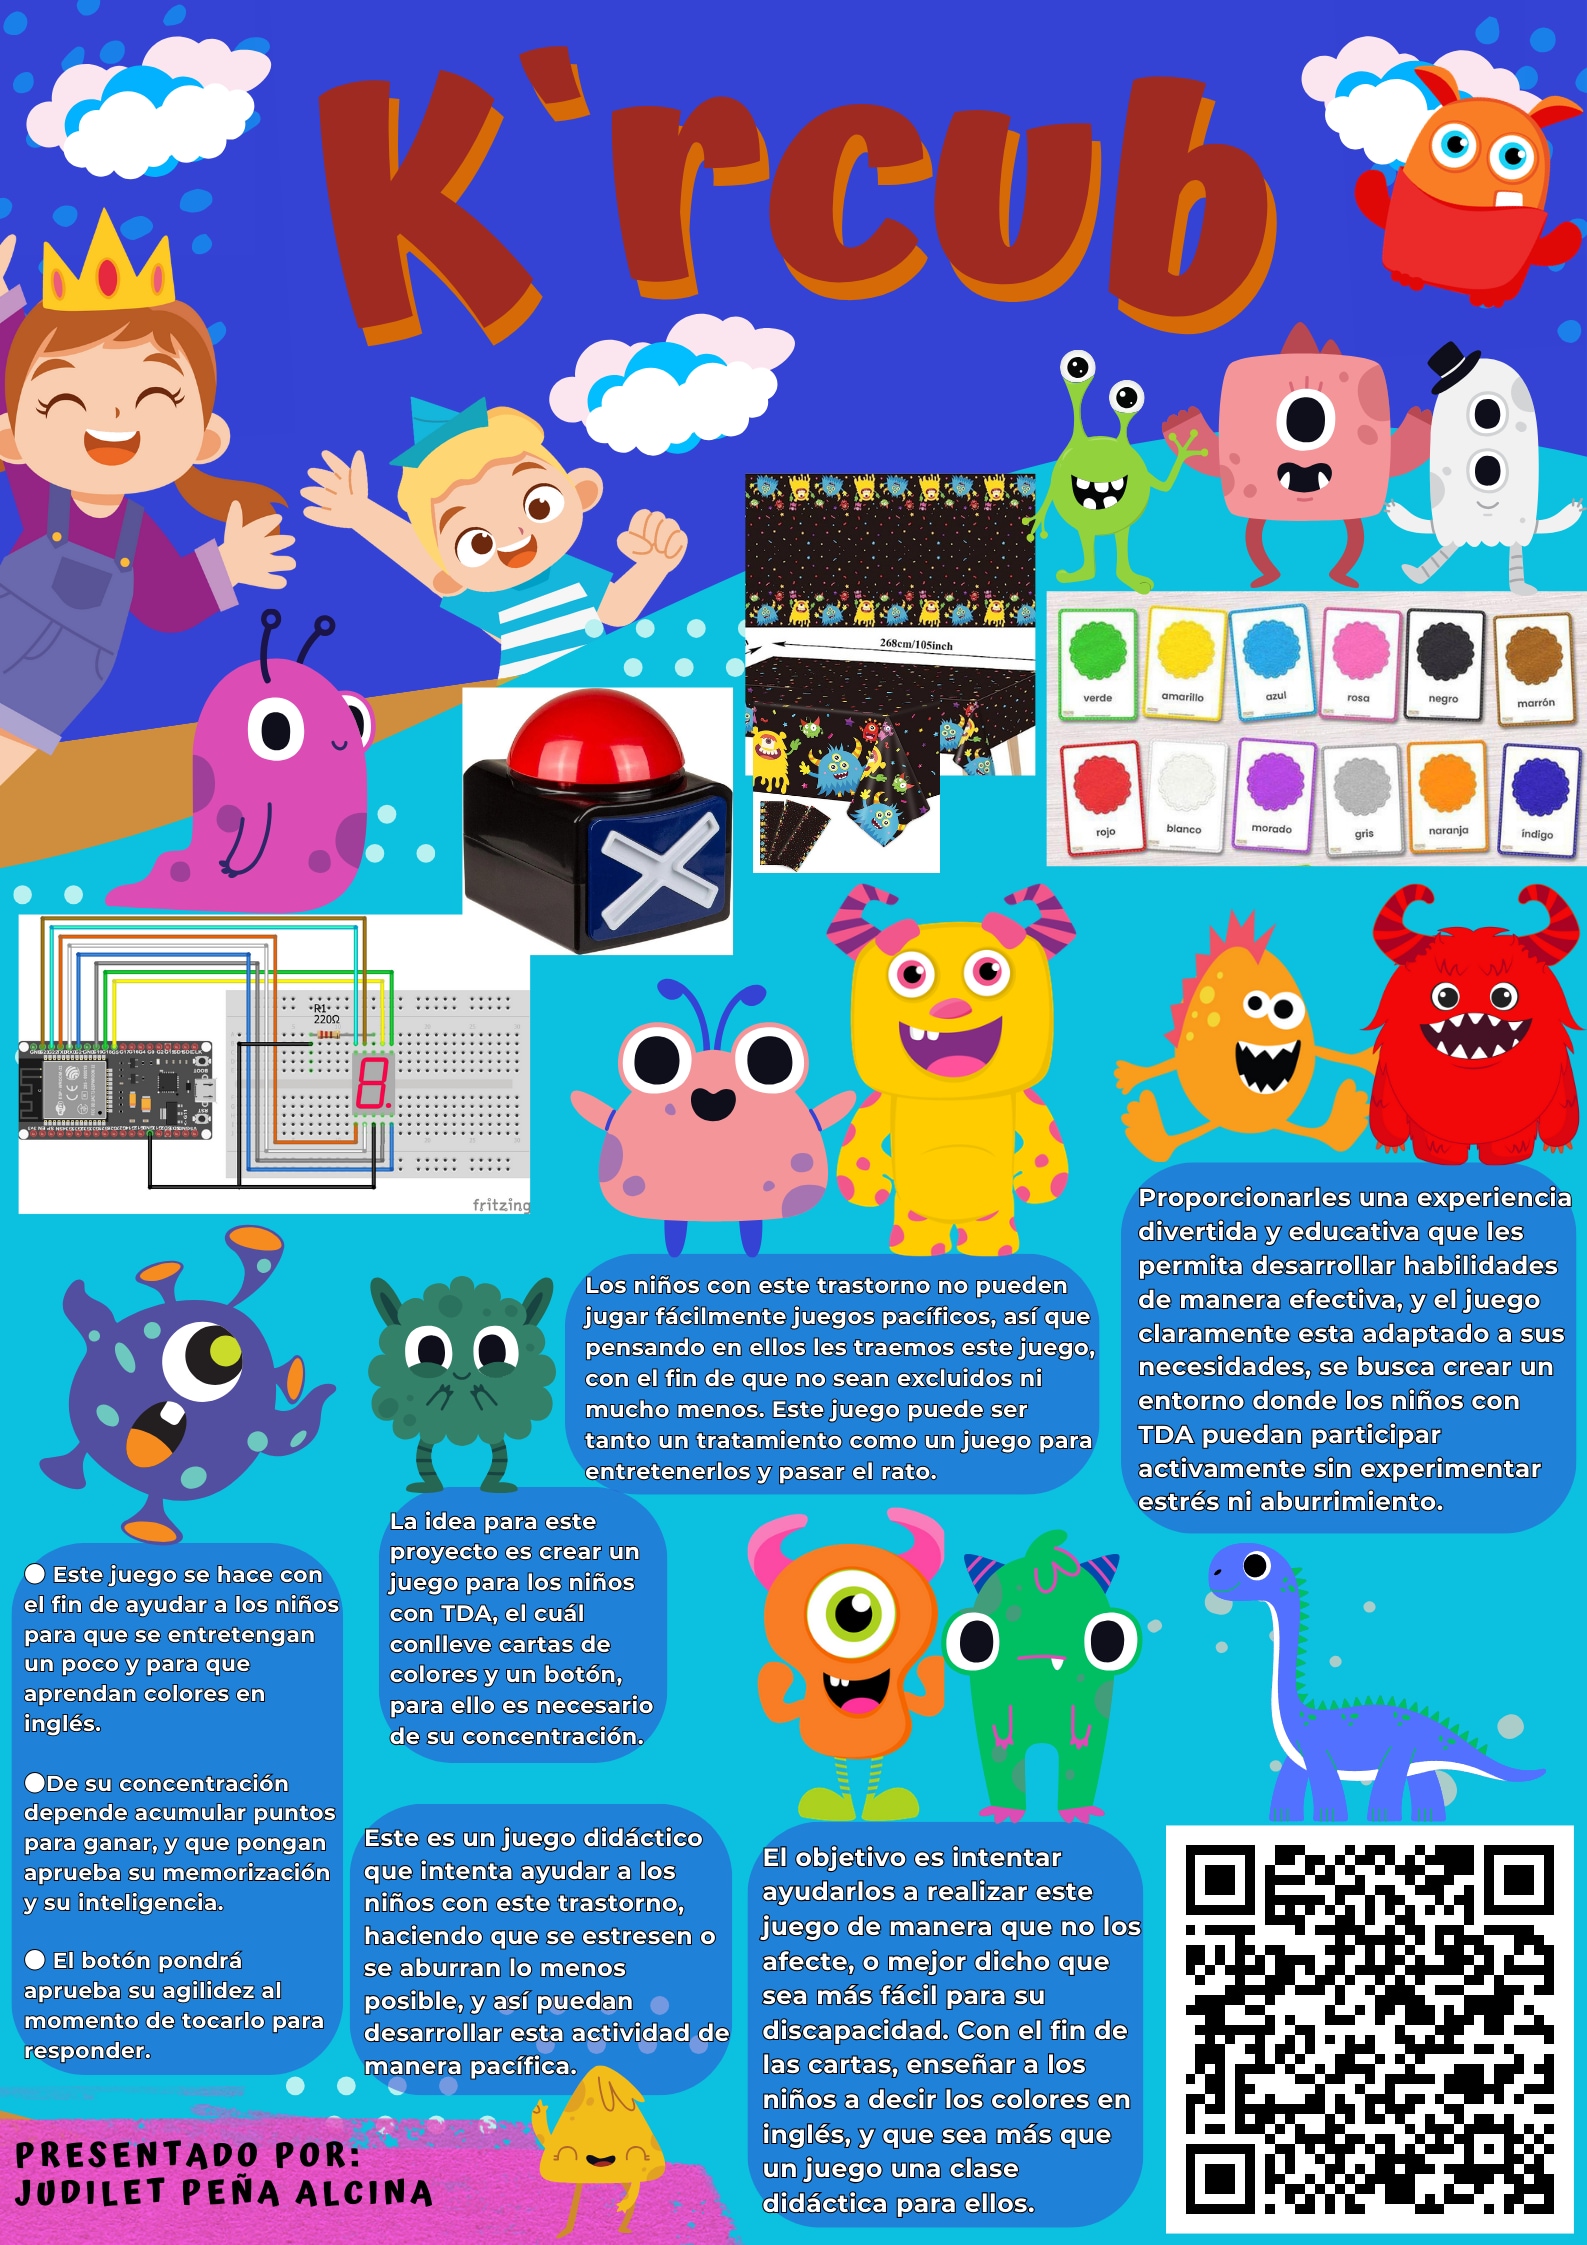 K`rcub
268cm/105inch
verde
amarillo
azul
rosa
negro
marrón
rojo
blanco
morado
gris
naranja
índigo
R1
220Ω
fritzing
Proporcionarles una experiencia
divertida y educativa que les
permita desarrollar habilidades
de manera efectiva, y el juego
claramente esta adaptado a sus
necesidades, se busca crear un
entorno donde los niños con
TDA puedan participar
activamente sin experimentar
estrés ni aburrimiento.
Los niños con este trastorno no pueden
jugar fácilmente juegos pacíficos, así que
pensando en ellos les traemos este juego,
con el fin de que no sean excluidos ni
mucho menos. Este juego puede ser
tanto un tratamiento como un juego para
entretenerlos y pasar el rato.
La idea para este
proyecto es crear un
juego para los niños
con TDA, el cuál
conlleve cartas de
colores y un botón,
para ello es necesario
de su concentración.
● Este juego se hace con
el fin de ayudar a los niños
para que se entretengan
un poco y para que
aprendan colores en
inglés.
●De su concentración
depende acumular puntos
para ganar, y que pongan
aprueba su memorización
y su inteligencia.
● El botón pondrá
aprueba su agilidez al
momento de tocarlo para
responder.
Este es un juego didáctico
que intenta ayudar a los
niños con este trastorno,
haciendo que se estresen o
se aburran lo menos
posible, y así puedan
desarrollar esta actividad de
manera pacífica.
El objetivo es intentar
ayudarlos a realizar este
juego de manera que no los
afecte, o mejor dicho que
sea más fácil para su
discapacidad. Con el fin de
las cartas, enseñar a los
niños a decir los colores en
inglés, y que sea más que
un juego una clase
didáctica para ellos.
PRESENTADO POR:
JUDILET PEÑA ALCINA